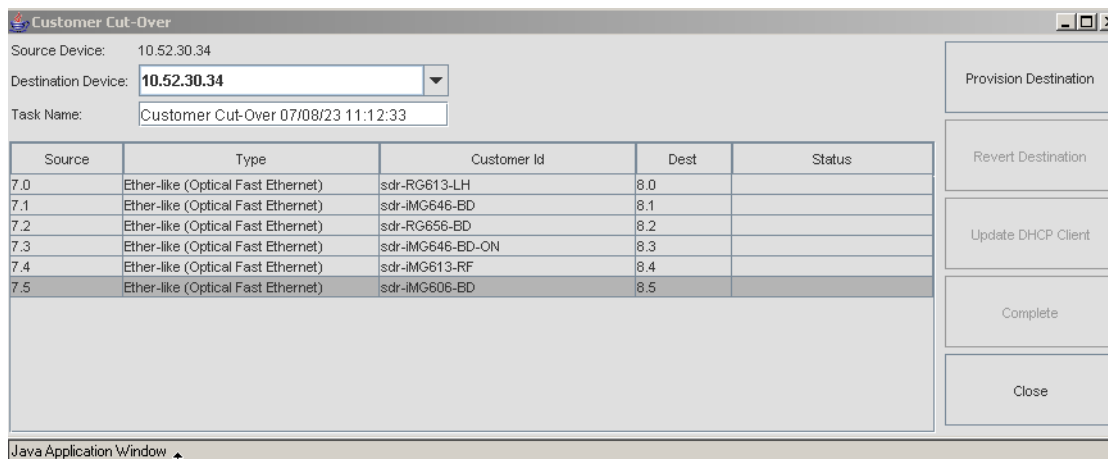 Customer Cut-Over
Source Device: 10.52.30.34
Destination Device: 10.52.30.34
Task Name: Customer Cut-Over 07/08/23 11:12:33
Source Type Customer Id Dest Status
7.0 Ether-like (Optical Fast Ethernet) sdr-RG613-LH 8.0
7.1 Ether-like (Optical Fast Ethernet) sdr-iMG646-BD 8.1
7.2 Ether-like (Optical Fast Ethernet) sdr-RG656-BD 8.2
7.3 Ether-like (Optical Fast Ethernet) sdr-iMG646-BD-ON 8.3
7.4 Ether-like (Optical Fast Ethernet) sdr-iMG613-RF 8.4
7.5 Ether-like (Optical Fast Ethernet) sdr-iMG606-BD 8.5
Provision Destination
Revert Destination
Update DHCP Client
Complete
Close
Java Application Window